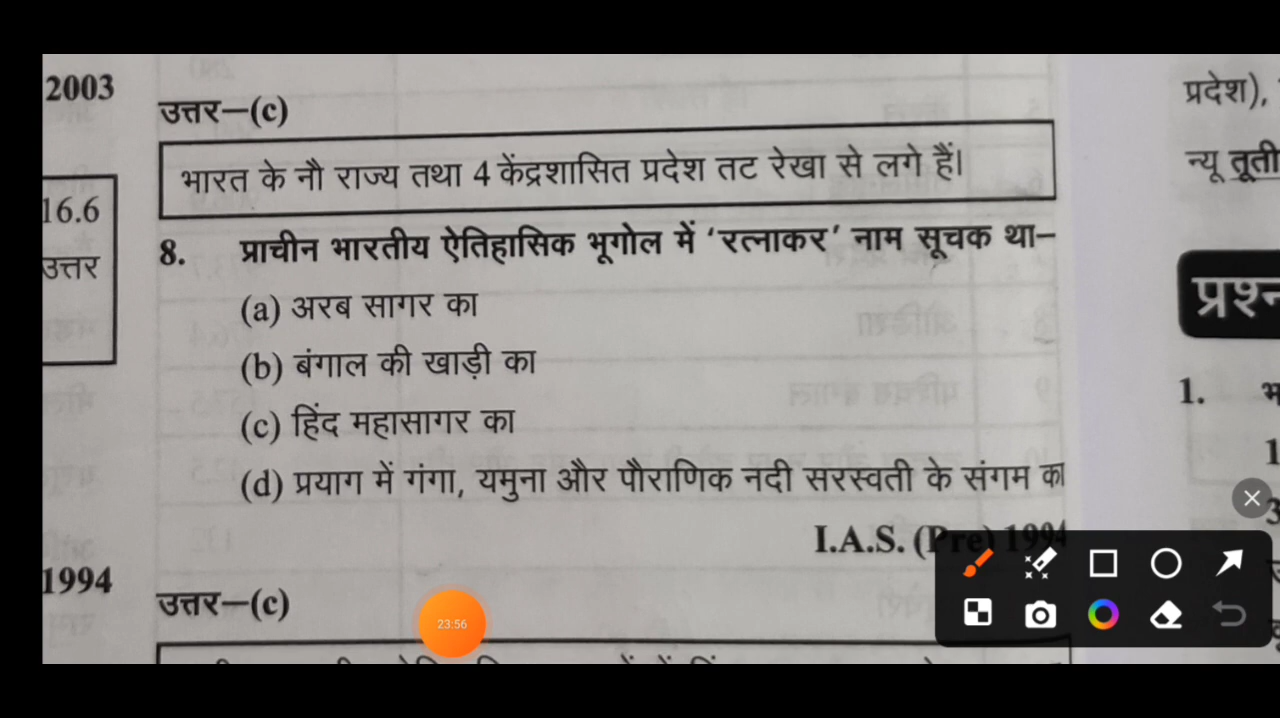 2003
उत्तर–(c)
भारत के नौ राज्य तथा 4 केंद्रशासित प्रदेश तट रेखा से लगे हैं।
16.6
उत्तर
8. प्राचीन भारतीय ऐतिहासिक भूगोल में ‘रत्नाकर’ नाम सूचक था–
(a) अरब सागर का
(b) बंगाल की खाड़ी का
(c) हिंद महासागर का
(d) प्रयाग में गंगा, यमुना और पौराणिक नदी सरस्वती के संगम का
I.A.S. (Pre) 1994
1994
उत्तर–(c)
23:56
प्रदेश),
न्यू तूती
प्रश्न
1.